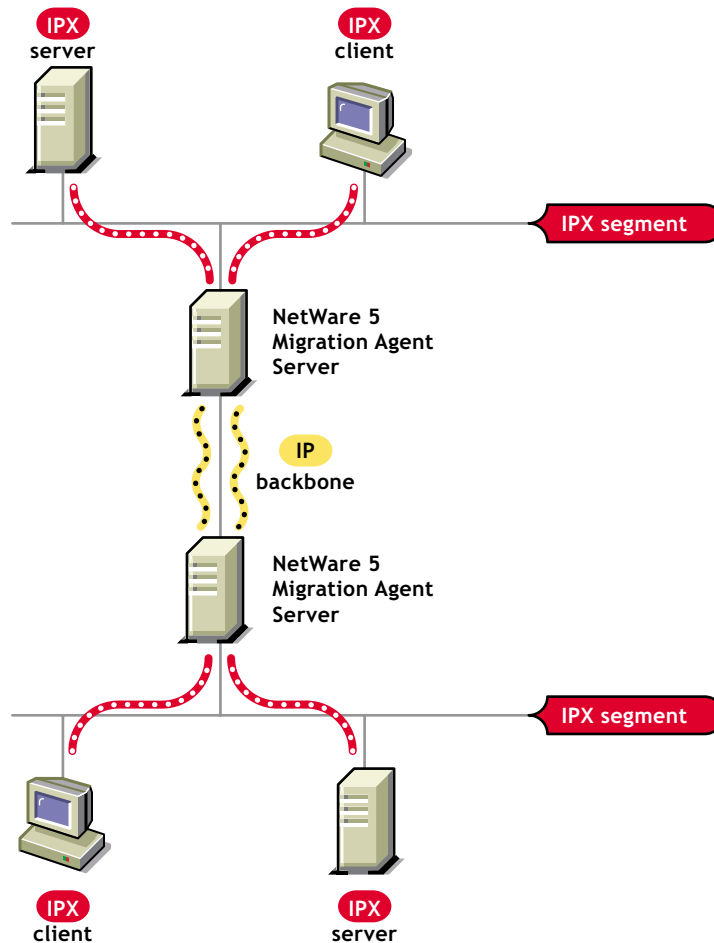 IPX
server
IPX
client
IPX segment
NetWare 5
Migration Agent
Server
IP
backbone
NetWare 5
Migration Agent
Server
IPX segment
IPX
client
IPX
server